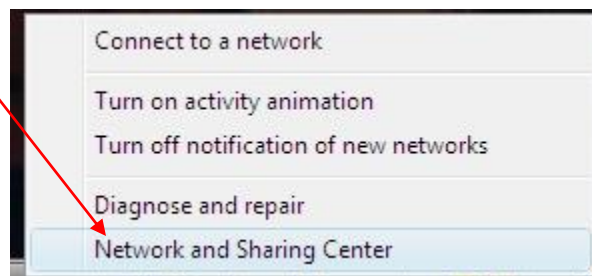 Connect to a network
Turn on activity animation
Turn off notification of new networks
Diagnose and repair
Network and Sharing Center